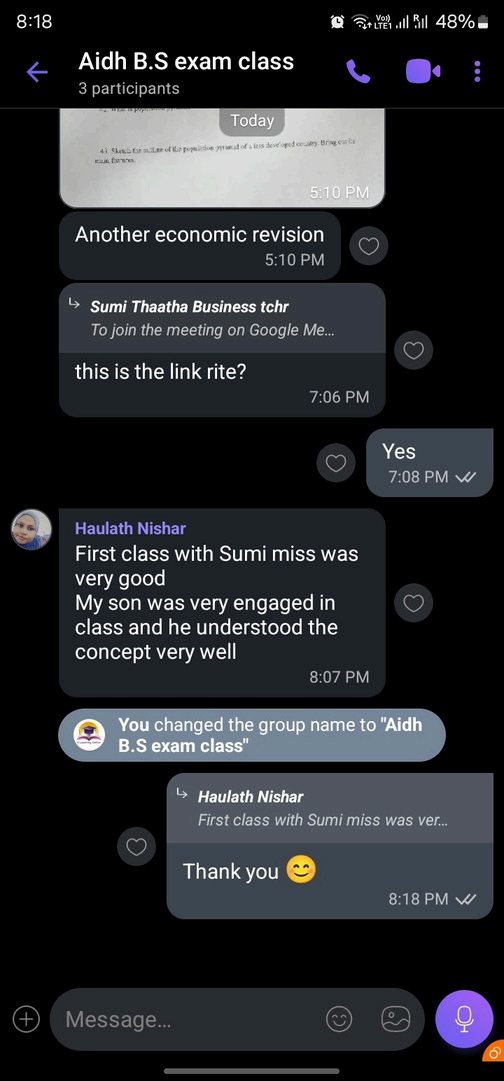 8:18
Vo))
LTE1
R
48%
Aidh B.S exam class
3 participants
Today
43. Sketch the outline of the population pyramid of a less developed country. Bring out its
main features.
5:10 PM
Another economic revision
5:10 PM
Sumi Thaatha Business tchr
To join the meeting on Google Me...
this is the link rite?
7:06 PM
Yes
7:08 PM
Haulath Nishar
First class with Sumi miss was
very good
My son was very engaged in
class and he understood the
concept very well
8:07 PM
You changed the group name to "Aidh
B.S exam class"
Haulath Nishar
First class with Sumi miss was ver...
Thank you 😊
8:18 PM
Message...